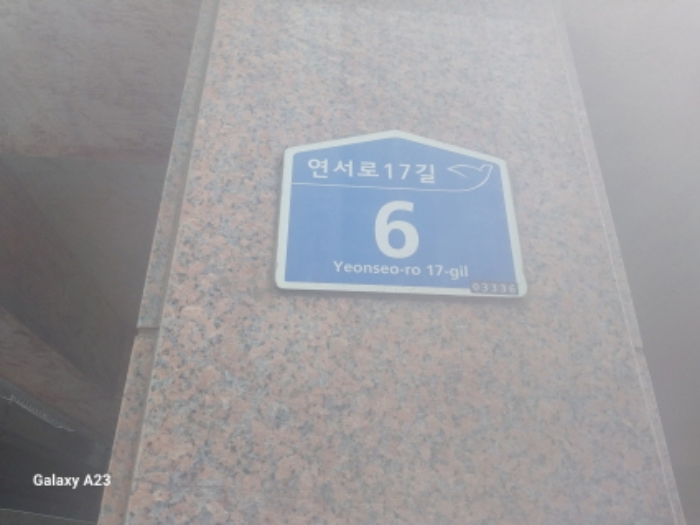 연서로17길
6
Yeonseo-ro 17-gil
03336
Galaxy A23